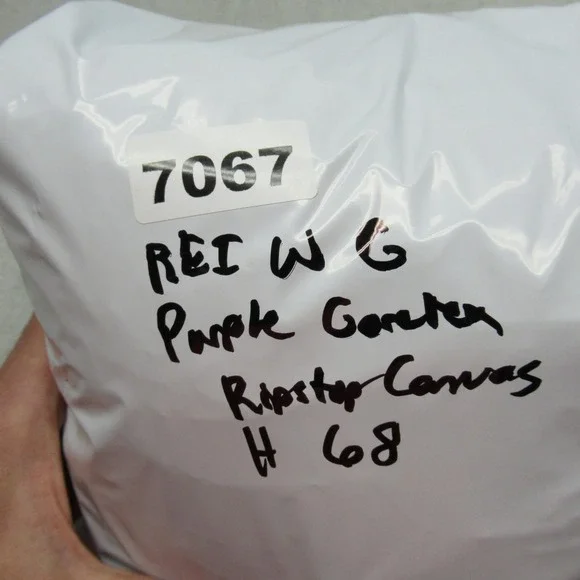 7067
REI W G
Purple Goretex
Ripstop Canvas
H 68